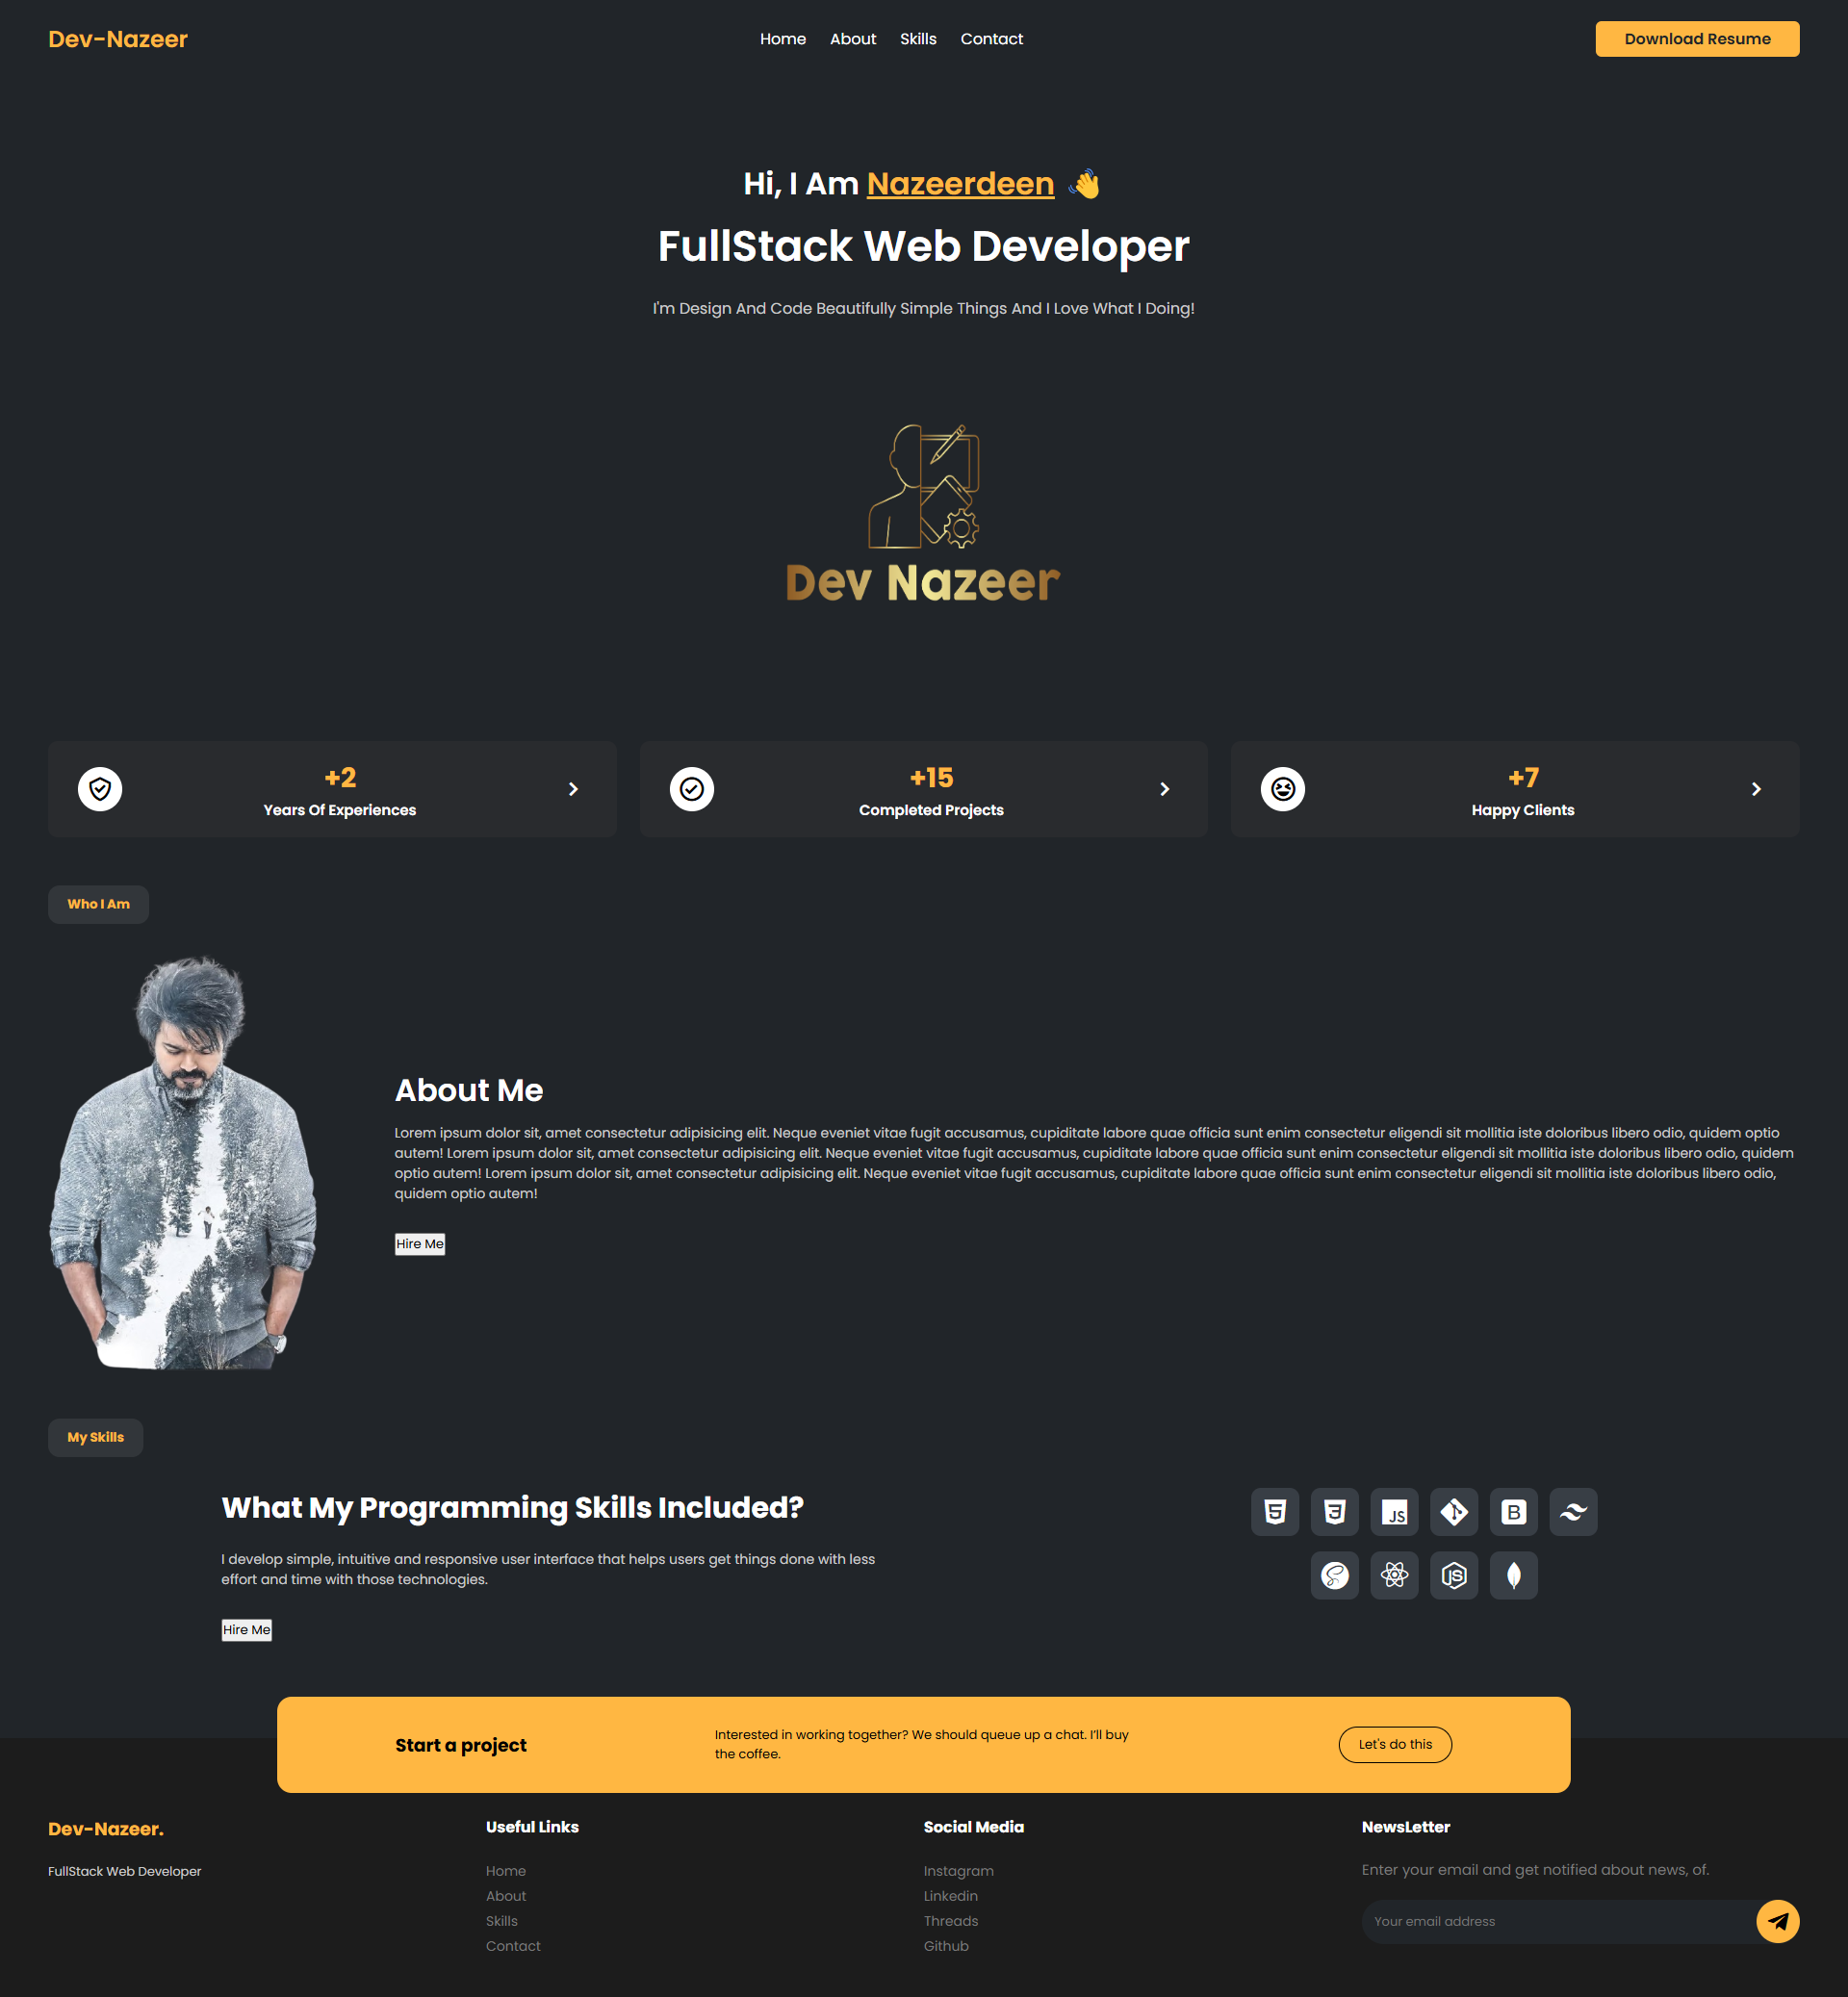 Dev-Nazeer
Home About Skills Contact
Download Resume
Hi, I Am Nazeerdeen
FullStack Web Developer
I'm Design And Code Beautifully Simple Things And I Love What I Doing!
Dev Nazeer
+2
Years Of Experiences
+15
Completed Projects
+7
Happy Clients
Who I Am
About Me
Lorem ipsum dolor sit, amet consectetur adipisicing elit. Neque eveniet vitae fugit accusamus, cupiditate labore quae officia sunt enim consectetur eligendi sit mollitia iste doloribus libero odio, quidem optio
autem! Lorem ipsum dolor sit, amet consectetur adipisicing elit. Neque eveniet vitae fugit accusamus, cupiditate labore quae officia sunt enim consectetur eligendi sit mollitia iste doloribus libero odio, quidem
optio autem! Lorem ipsum dolor sit, amet consectetur adipisicing elit. Neque eveniet vitae fugit accusamus, cupiditate labore quae officia sunt enim consectetur eligendi sit mollitia iste doloribus libero odio,
quidem optio autem!
Hire Me
My Skills
What My Programming Skills Included?
I develop simple, intuitive and responsive user interface that helps users get things done with less
effort and time with those technologies.
Hire Me
5 3 JS B
JS
Start a project
Interested in working together? We should queue up a chat. I'll buy
the coffee.
Let's do this
Dev-Nazeer.
FullStack Web Developer
Useful Links
Home
About
Skills
Contact
Social Media
Instagram
Linkedin
Threads
Github
NewsLetter
Enter your email and get notified about news, of.
Your email address